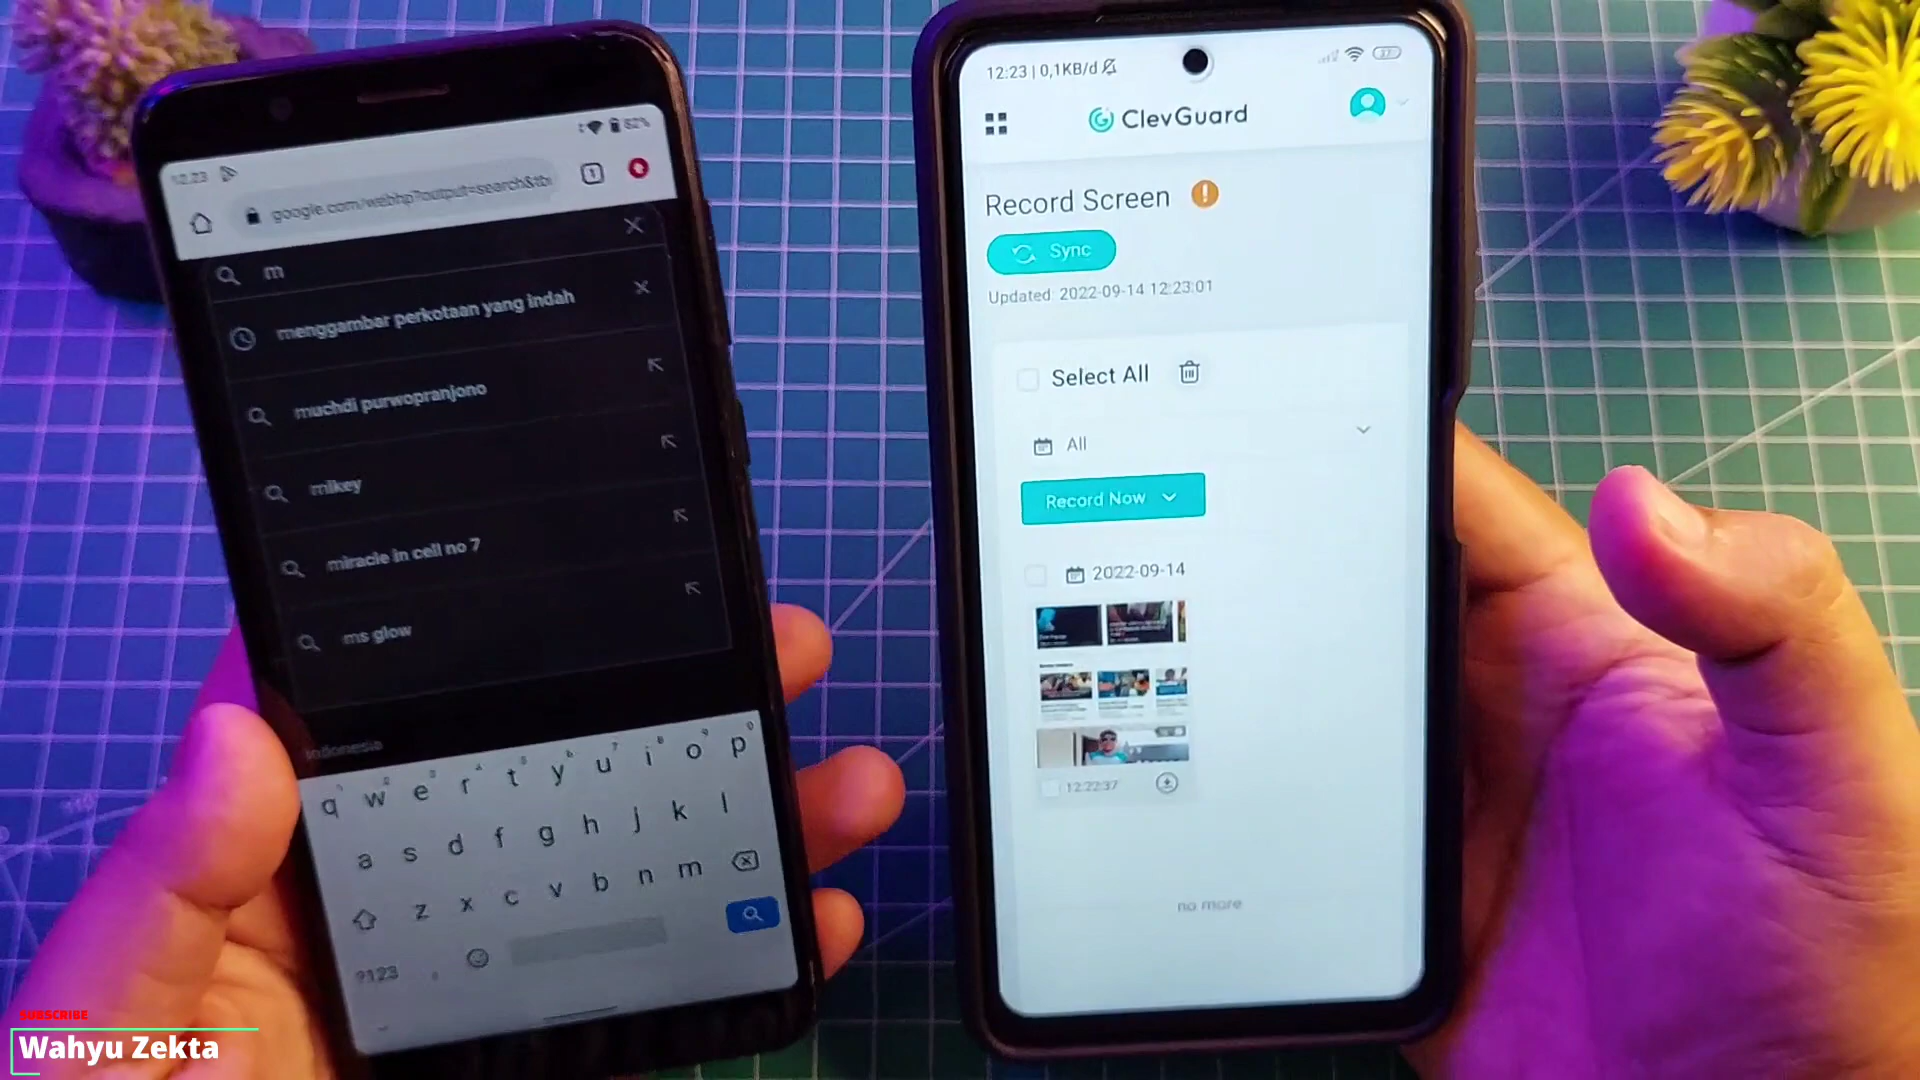 12.23
82%
google.com/webhp?output=search&tb
m
menggambar perkotaan yang indah
muchdi purwopranjono
mikey
miracle in cell no 7
ms glow
Indonesia
q w e r t y u i o p
a s d f g h j k l
z x c v b n m
?123
12:23 | 0,1KB/d
ClevGuard
Record Screen
Sync
Updated: 2022-09-14 12:23:01
Select All
All
Record Now
2022-09-14
12:22:37
no more
SUBSCRIBE
Wahyu Zekta